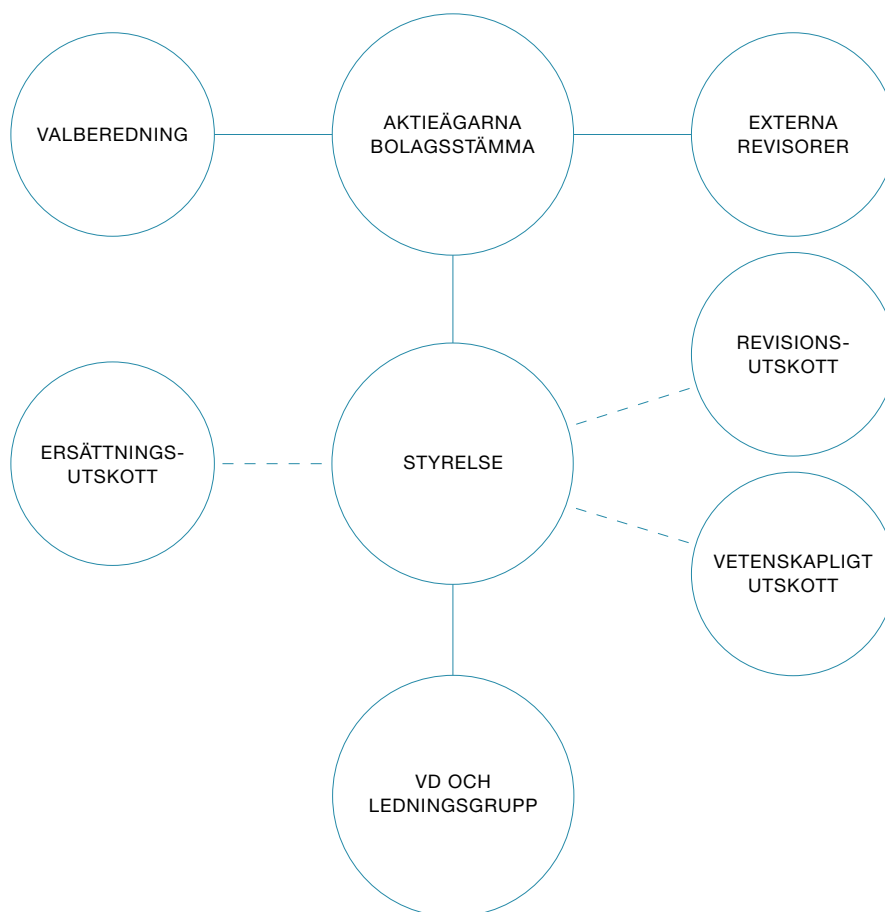 VALBEREDNING
AKTIEÄGARNA
BOLAGSSTÄMMA
EXTERNA
REVISORER
REVISIONS-
UTSKOTT
ERSÄTTNINGS-
UTSKOTT
STYRELSE
VETENSKAPLIGT
UTSKOTT
VD OCH
LEDNINGSGRUPP